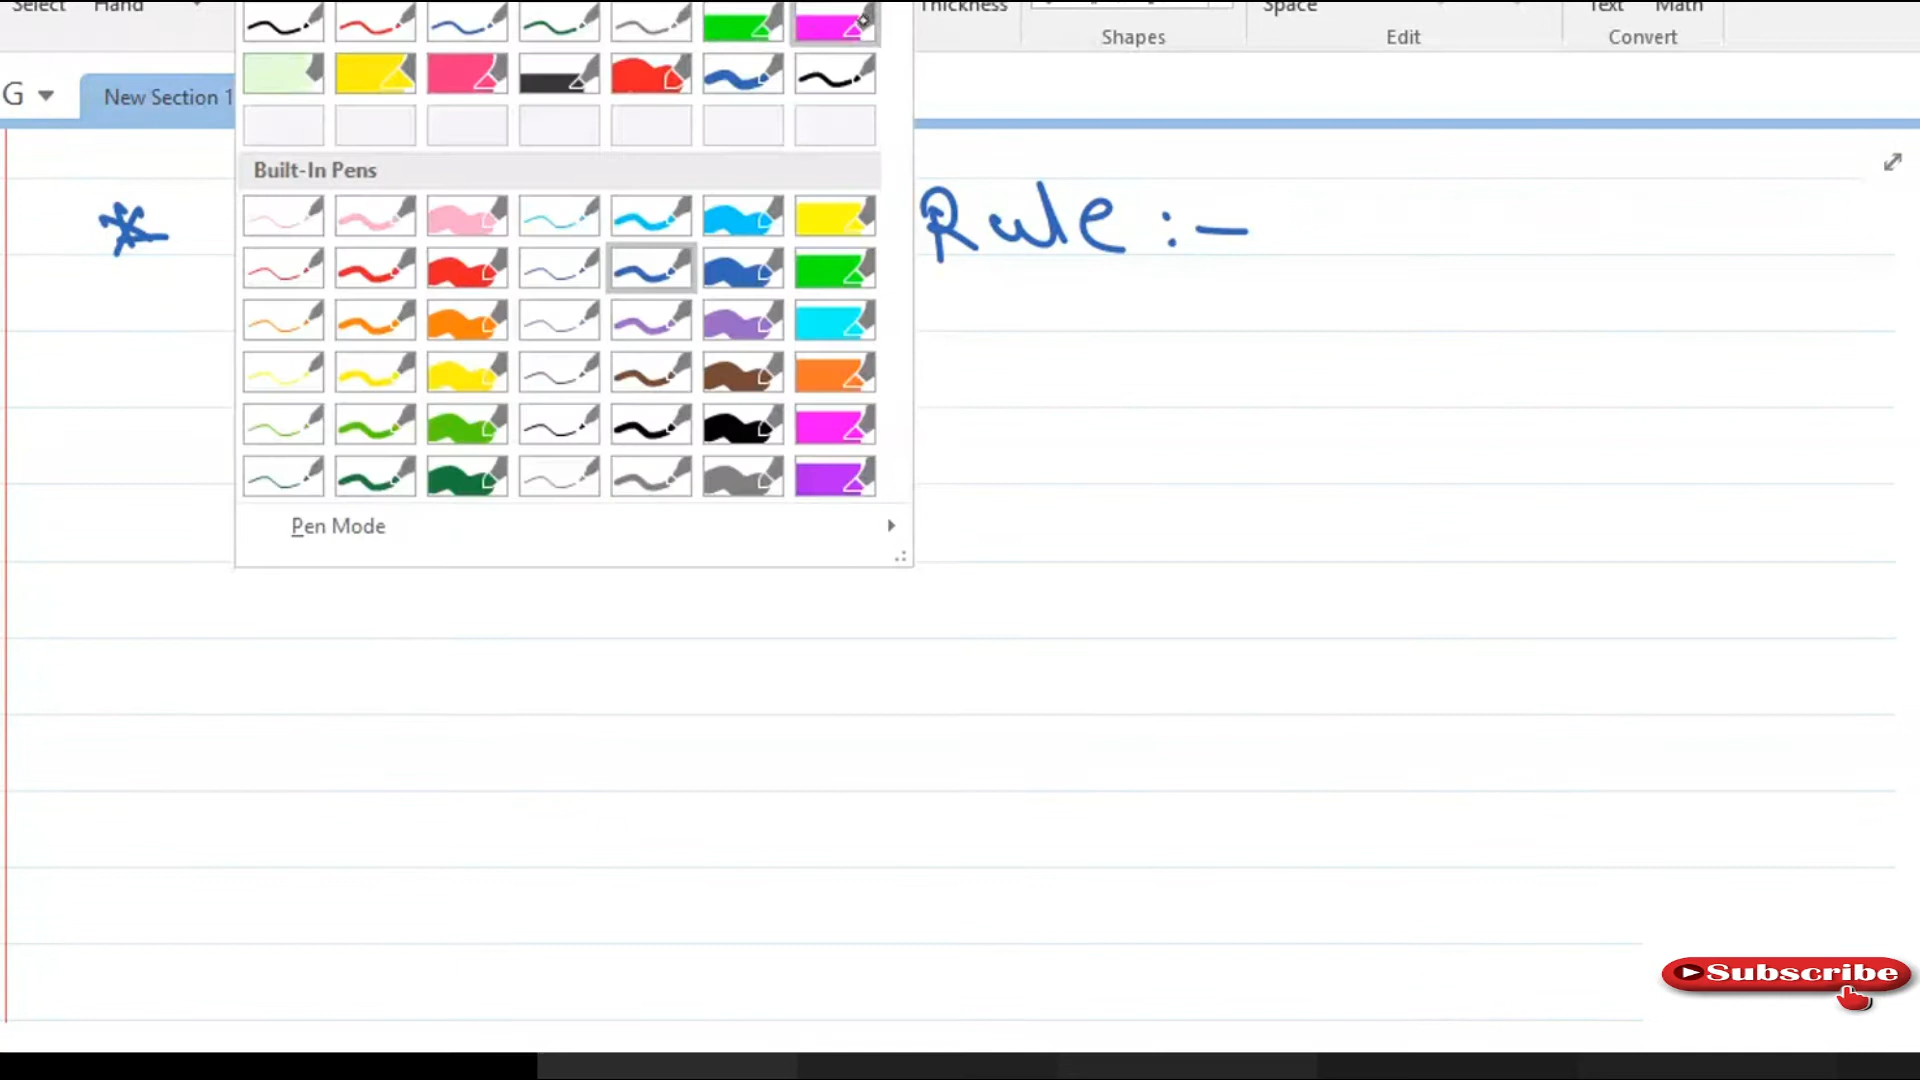 Select Hand Thickness Space Text Math
Shapes Edit Convert
G New Section 1
Built-In Pens
* Rule :-
Pen Mode
Subscribe